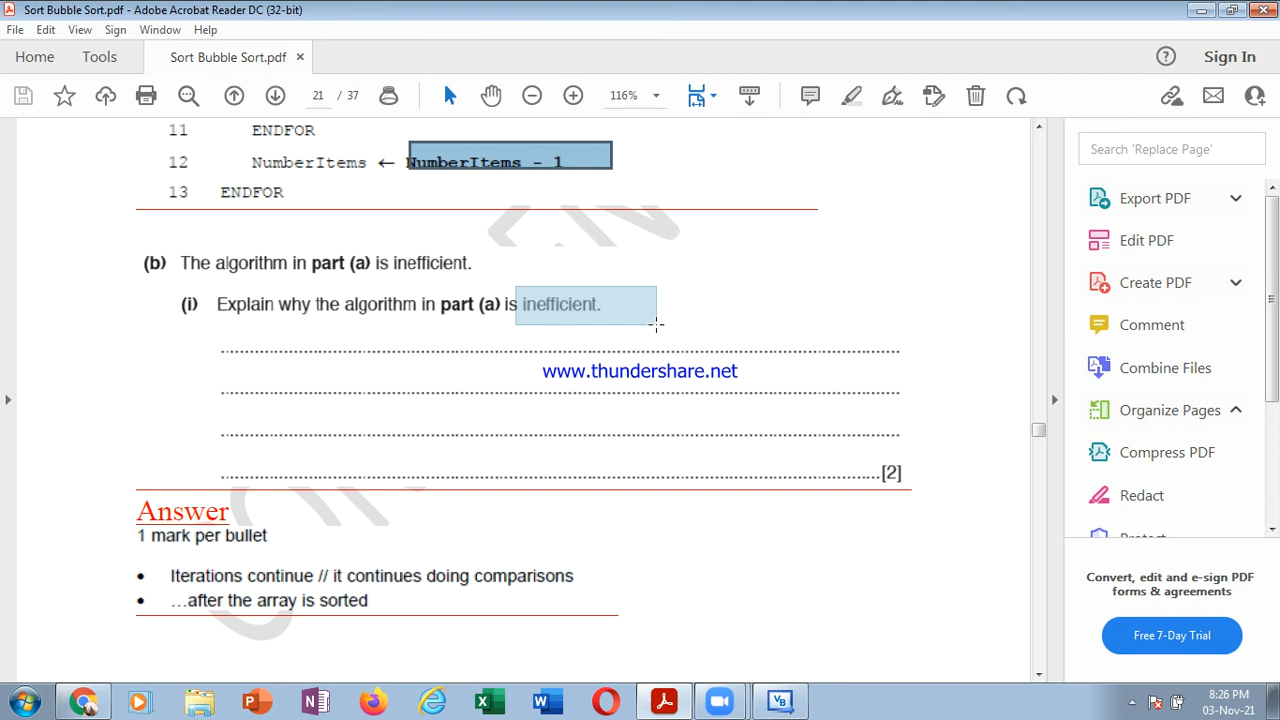 Sort Bubble Sort.pdf - Adobe Acrobat Reader DC (32-bit)
File Edit View Sign Window Help
Home Tools Sort Bubble Sort.pdf × Sign In
21 / 37 116%
11 ENDFOR
12 NumberItems ← NumberItems - 1
13 ENDFOR
(b) The algorithm in part (a) is inefficient.
(i) Explain why the algorithm in part (a) is inefficient.
www.thundershare.net
[2]
Answer
1 mark per bullet
• Iterations continue // it continues doing comparisons
• …after the array is sorted
Search 'Replace Page'
Export PDF
Edit PDF
Create PDF
Comment
Combine Files
Organize Pages
Compress PDF
Redact
Protect
Convert, edit and e-sign PDF
forms & agreements
Free 7-Day Trial
8:26 PM
03-Nov-21